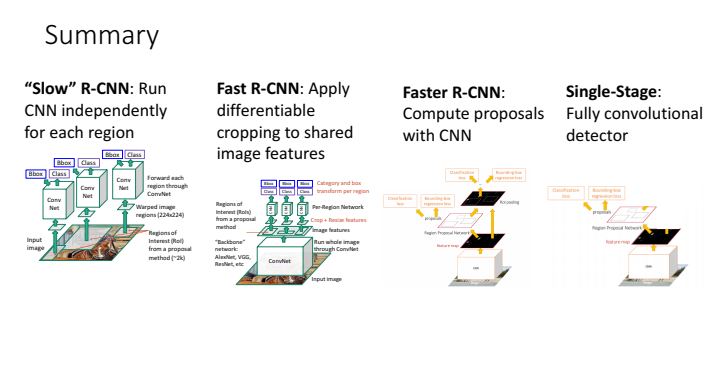 Summary
“Slow” R-CNN: Run
CNN independently
for each region
Bbox Class
Bbox Class
Bbox Class
Conv
Net
Conv
Net
Conv
Net
Forward each
region through
ConvNet
Warped image
regions (224x224)
Regions of
Interest (RoI)
from a proposal
method (~2k)
Input
image
Fast R-CNN: Apply
differentiable
cropping to shared
image features
Bbox Bbox Bbox
Class Class Class
Category and box
transform per region
CNN CNN CNN
Per-Region Network
Regions of
Interest (RoIs)
from a proposal
method
Crop + Resize features
Image features
"Backbone"
network:
AlexNet, VGG,
ResNet, etc
Run whole image
through ConvNet
ConvNet
Input image
Faster R-CNN:
Compute proposals
with CNN
Classification
loss
Bounding-box
regression loss
Classification
loss
Bounding-box
regression loss
RoI pooling
proposals
Region Proposal Network
feature map
CNN
Single-Stage:
Fully convolutional
detector
Classification
loss
Bounding-box
regression loss
proposals
Region Proposal Network
feature map
CNN